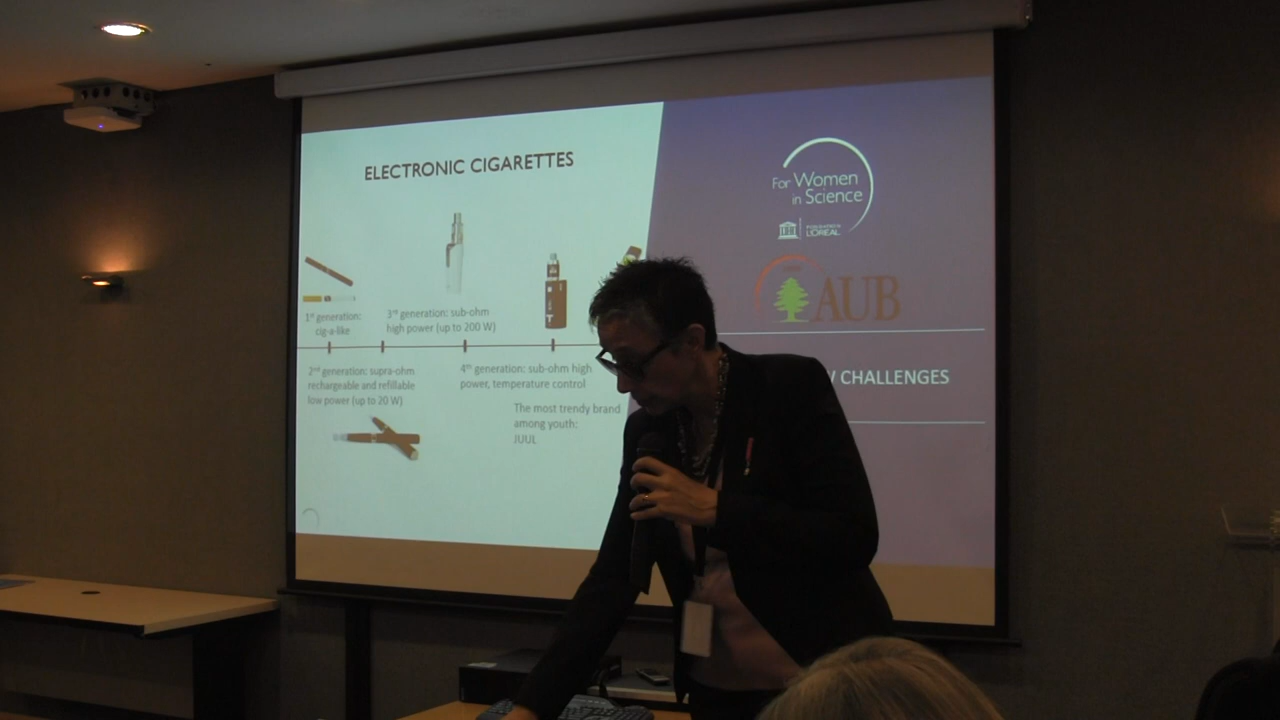 ELECTRONIC CIGARETTES
1st generation:
cig-a-like
3rd generation: sub-ohm
high power (up to 200 W)
2nd generation: supra-ohm
rechargeable and refillable
low power (up to 20 W)
4th generation: sub-ohm high
power, temperature control
The most trendy brand
among youth:
JUUL
For Women
in Science
L'ORÉAL
AUB
CHALLENGES